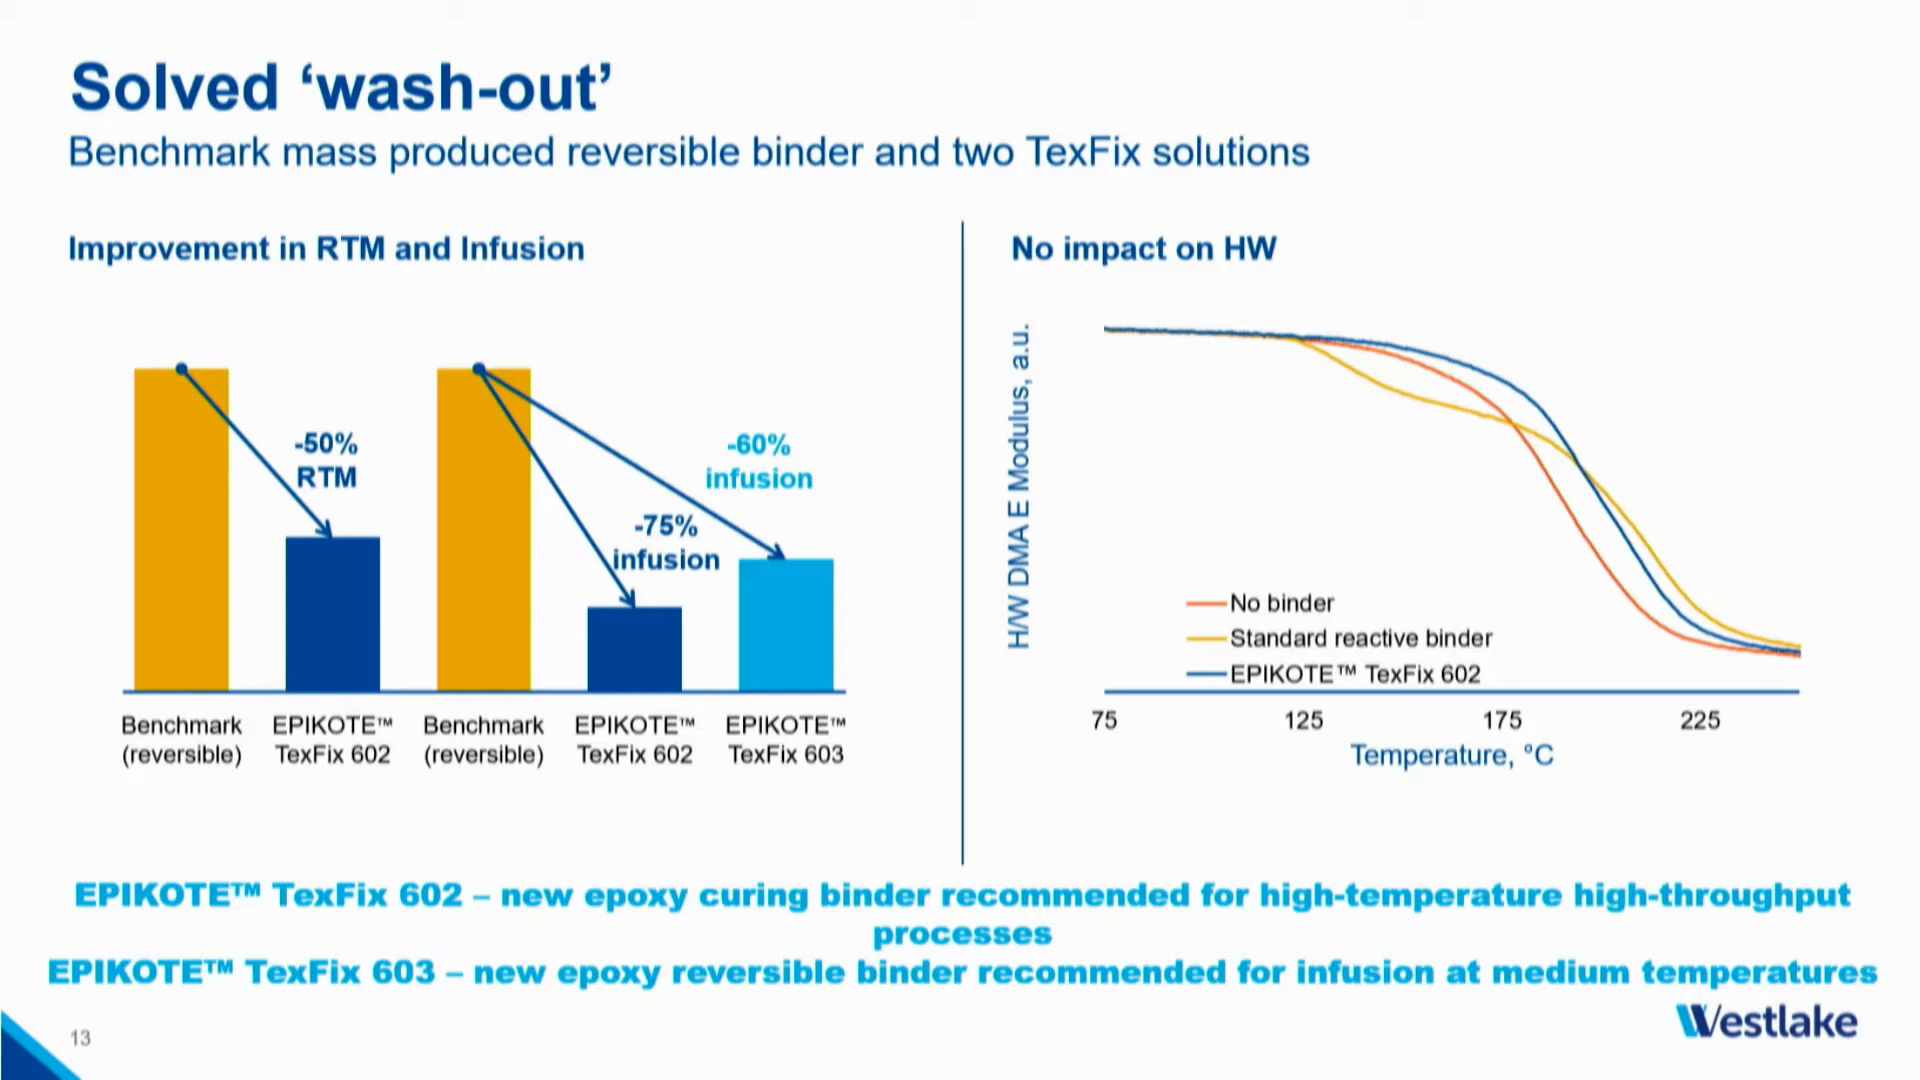 Solved ‘wash-out’
Benchmark mass produced reversible binder and two TexFix solutions
Improvement in RTM and Infusion
-50%
RTM
-60%
infusion
-75%
infusion
Benchmark
(reversible)
EPIKOTE™
TexFix 602
Benchmark
(reversible)
EPIKOTE™
TexFix 602
EPIKOTE™
TexFix 603
No impact on HW
H/W DMA E Modulus, a.u.
No binder
Standard reactive binder
EPIKOTE™ TexFix 602
75
125
175
225
Temperature, °C
EPIKOTE™ TexFix 602 – new epoxy curing binder recommended for high-temperature high-throughput
processes
EPIKOTE™ TexFix 603 – new epoxy reversible binder recommended for infusion at medium temperatures
13
Westlake